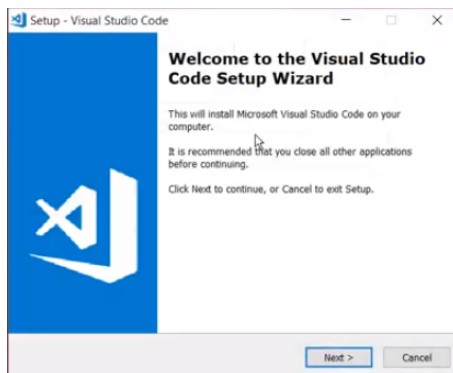 Setup - Visual Studio Code
Welcome to the Visual Studio
Code Setup Wizard
This will install Microsoft Visual Studio Code on your
computer.
It is recommended that you close all other applications
before continuing.
Click Next to continue, or Cancel to exit Setup.
Next >
Cancel